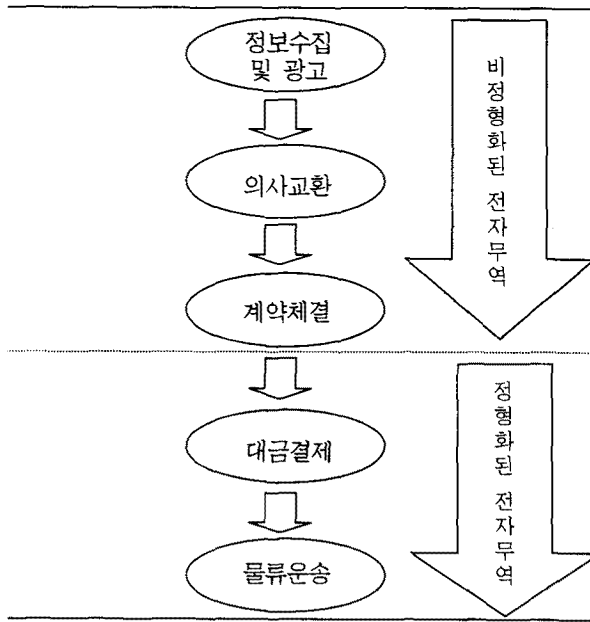 정보수집
및 광고
의사교환
계약체결
비정형화된 전자무역
대금결제
물류운송
정형화된 전자무역